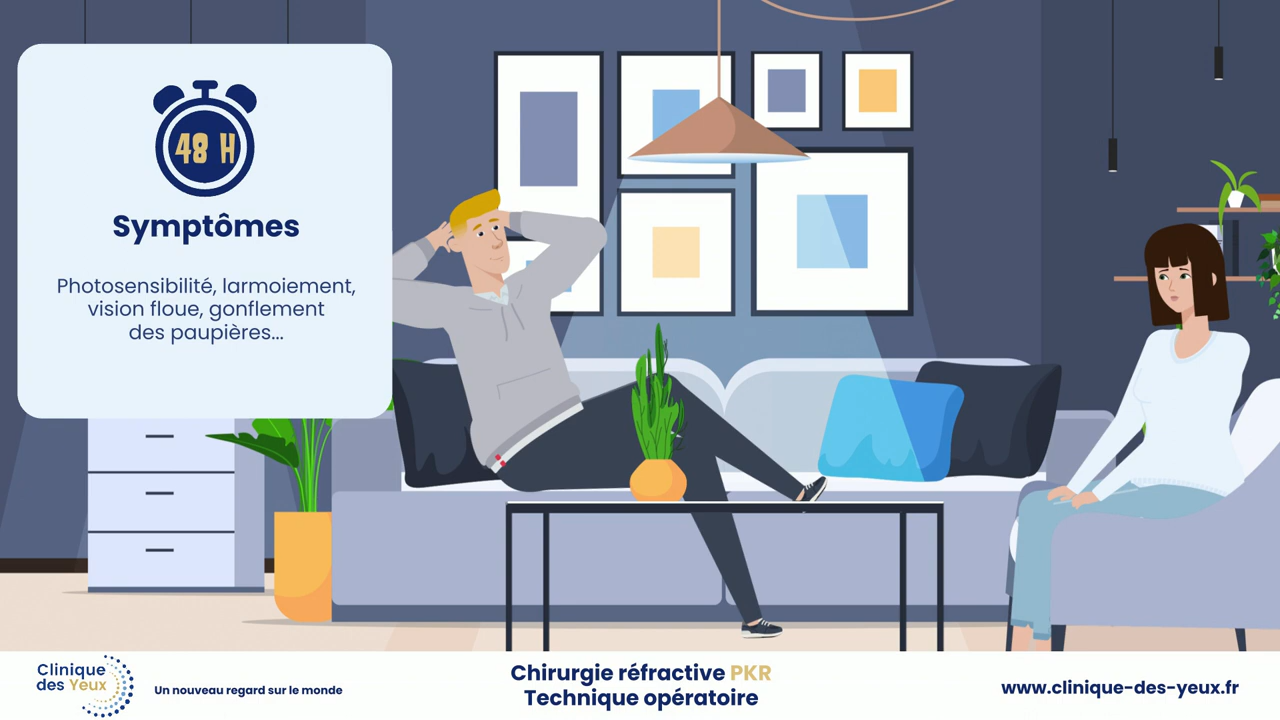 48 H
Symptômes
Photosensibilité, larmoiement,
vision floue, gonflement
des paupières...
Clinique
des Yeux
Un nouveau regard sur le monde
Chirurgie réfractive PKR
Technique opératoire
www.clinique-des-yeux.fr